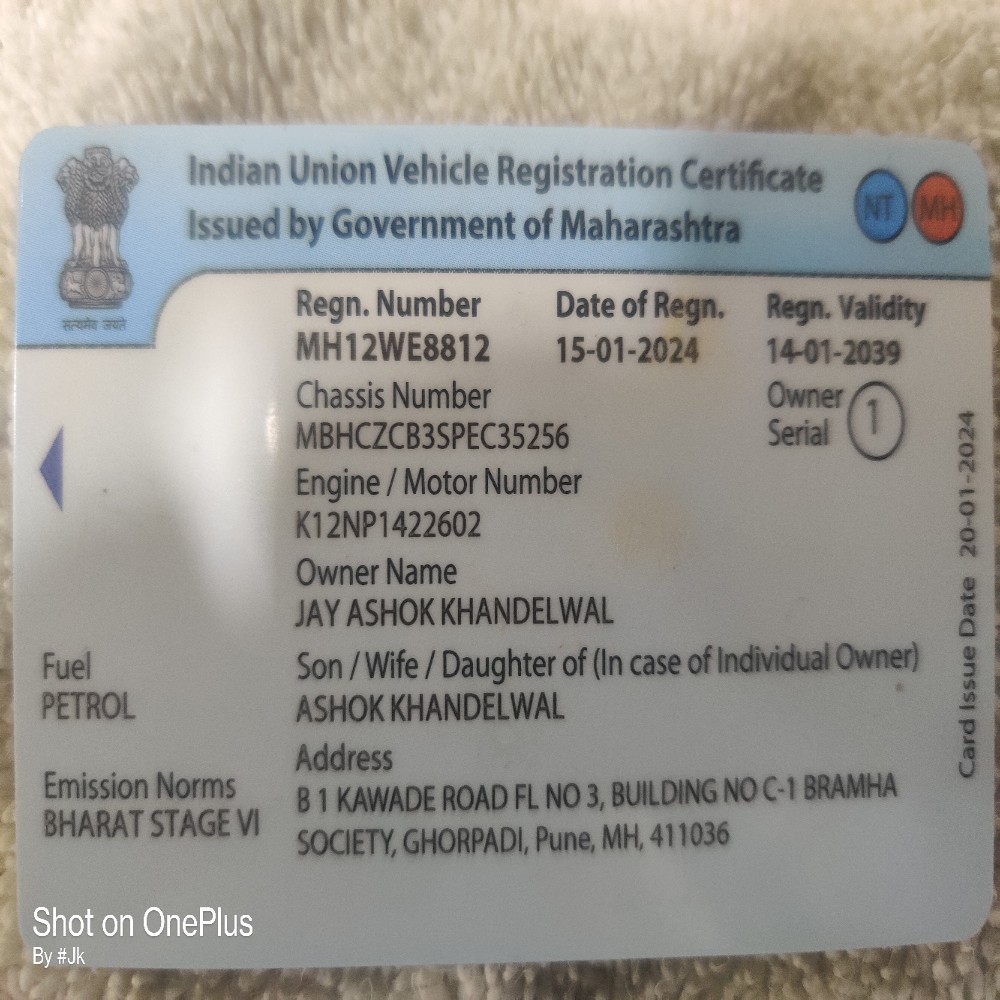 Indian Union Vehicle Registration Certificate
Issued by Government of Maharashtra
NT MH
सत्यमेव जयते
Regn. Number Date of Regn. Regn. Validity
MH12WE8812 15-01-2024 14-01-2039
Chassis Number
MBHCZCB3SPEC35256
Owner Serial 1
Engine / Motor Number
K12NP1422602
Owner Name
JAY ASHOK KHANDELWAL
Fuel
PETROL
Son / Wife / Daughter of (In case of Individual Owner)
ASHOK KHANDELWAL
Emission Norms
BHARAT STAGE VI
Address
B 1 KAWADE ROAD FL NO 3, BUILDING NO C-1 BRAMHA
SOCIETY, GHORPADI, Pune, MH, 411036
Card Issue Date 20-01-2024
Shot on OnePlus
By #Jk